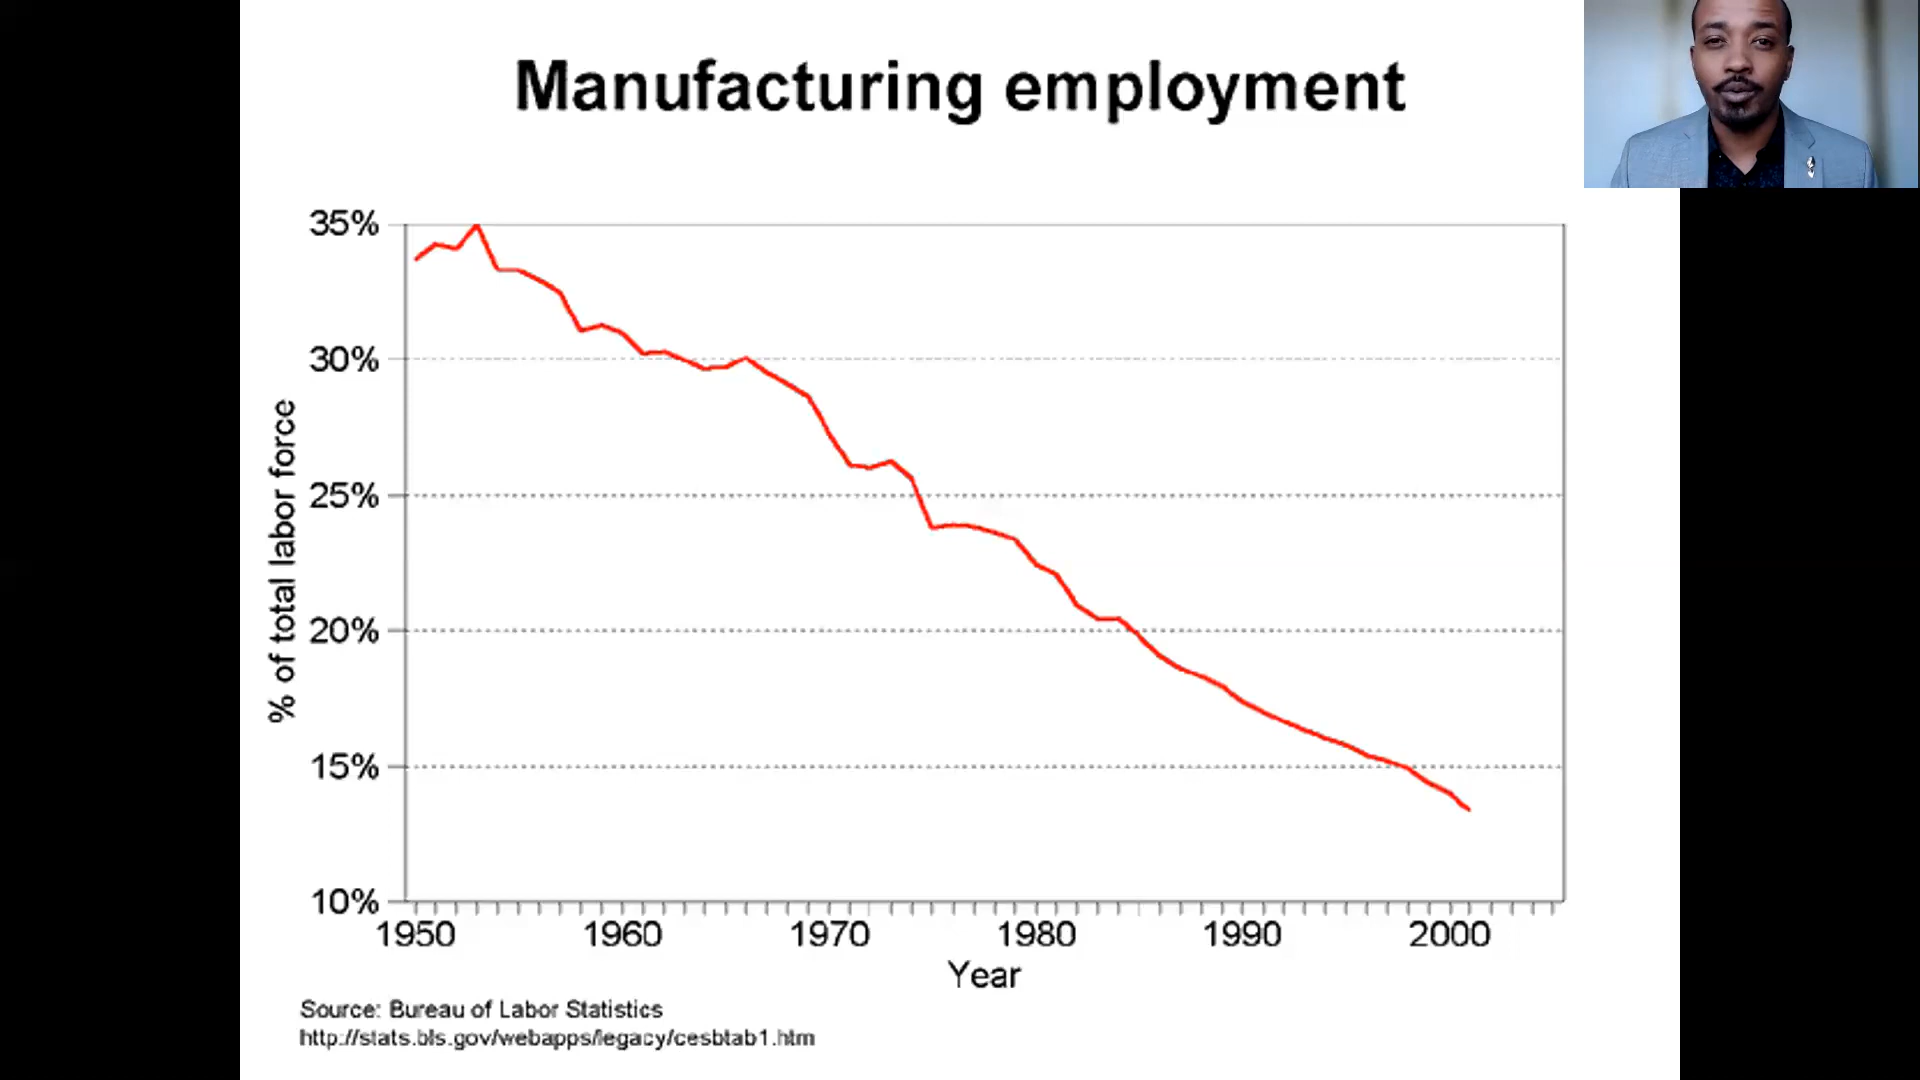 Manufacturing employment
35%
30%
25%
20%
15%
10%
% of total labor force
1950 1960 1970 1980 1990 2000
Year
Source: Bureau of Labor Statistics
http://stats.bls.gov/webapps/legacy/cesbtab1.htm